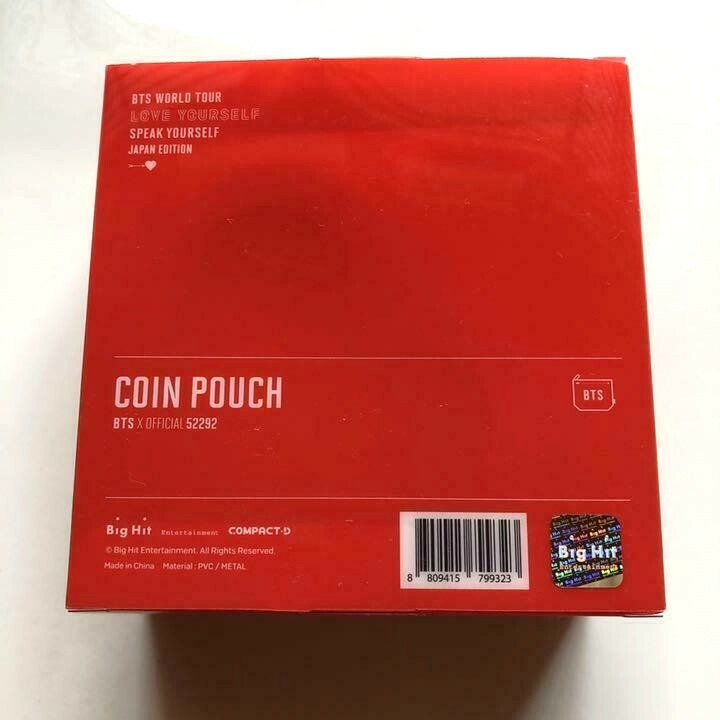 BTS WORLD TOUR
LOVE YOURSELF
SPEAK YOURSELF
JAPAN EDITION
COIN POUCH
BTS X OFFICIAL 52292
BTS
Big Hit Entertainment COMPACT·D
© Big Hit Entertainment. All Rights Reserved.
Made in China Material : PVC / METAL
8 809415 799323
Big Hit
Entertainment